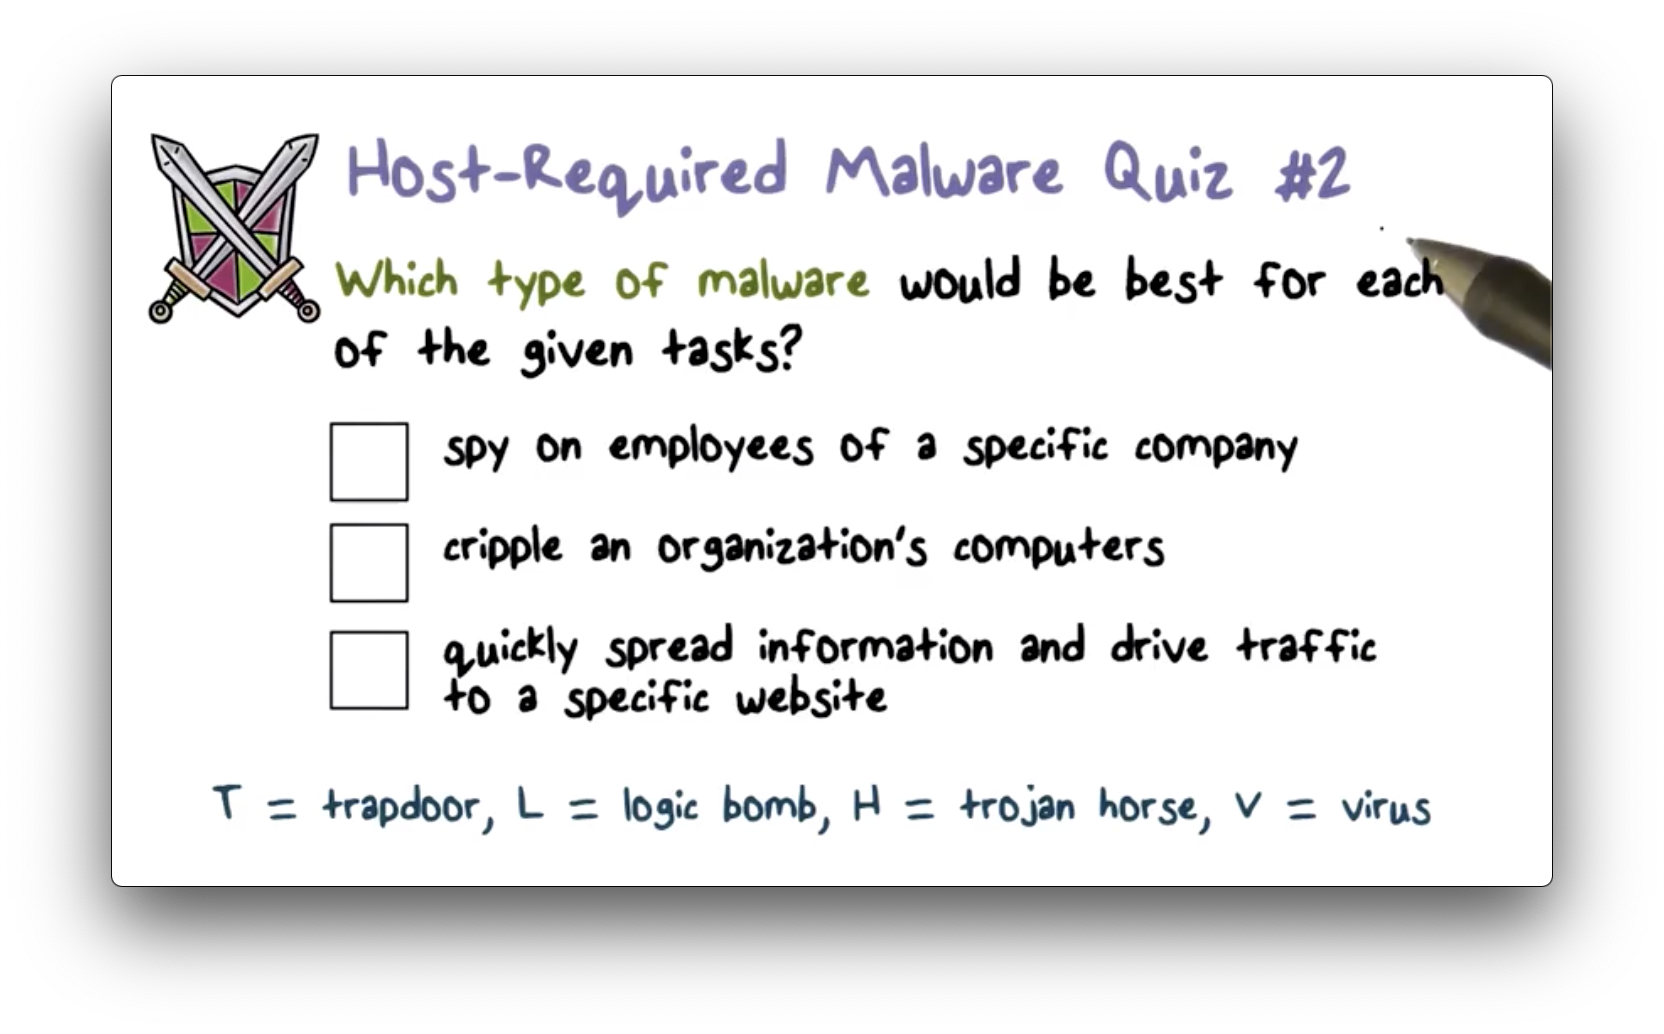 Host-Required Malware Quiz #2
Which type of malware would be best for each
of the given tasks?
spy on employees of a specific company
cripple an organization's computers
quickly spread information and drive traffic
to a specific website
T = trapdoor, L = logic bomb, H = trojan horse, V = virus